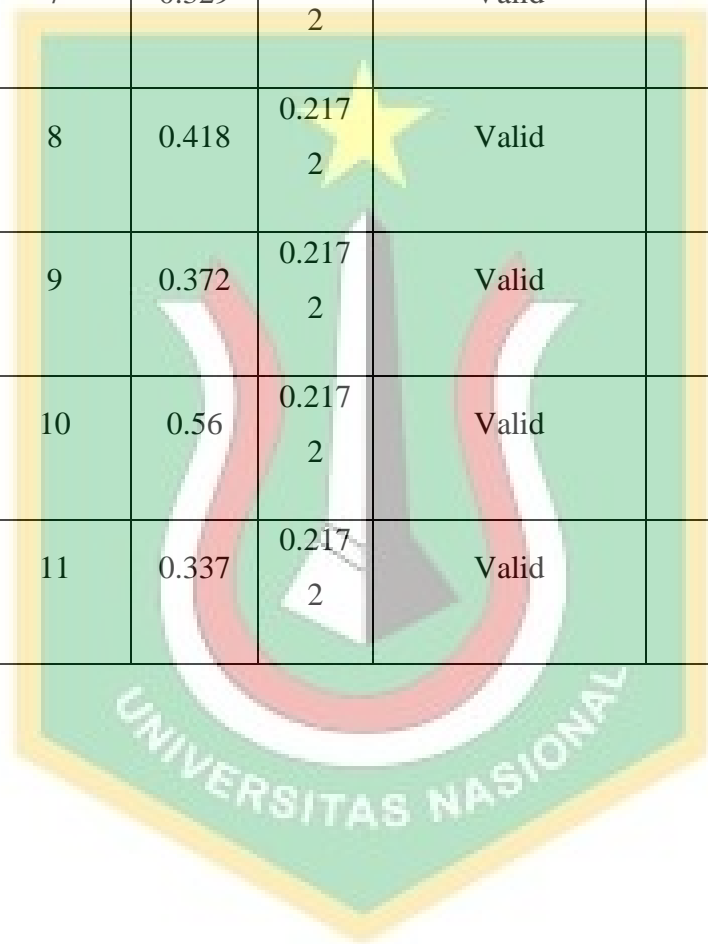 2
8 0.418 0.217 Valid
2
9 0.372 0.217 Valid
2
10 0.56 0.217 Valid
2
11 0.337 0.217 Valid
2
UNIVERSITAS NASIONAL